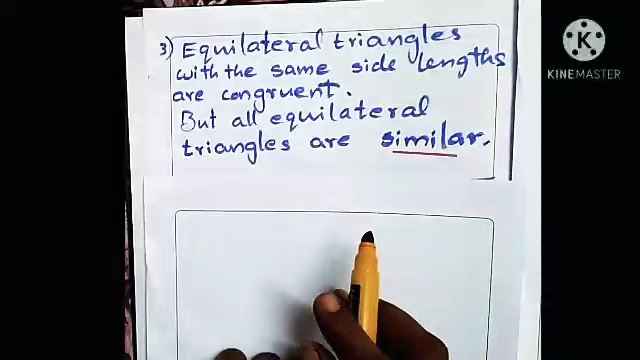 3) Equilateral triangles
with the same side lengths
are congruent.
But all equilateral
triangles are similar.
K
KINEMASTER